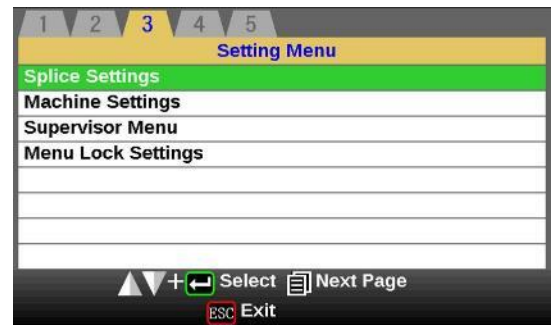 1 2 3 4 5
Setting Menu
Splice Settings
Machine Settings
Supervisor Menu
Menu Lock Settings
+ Select Next Page
ESC Exit